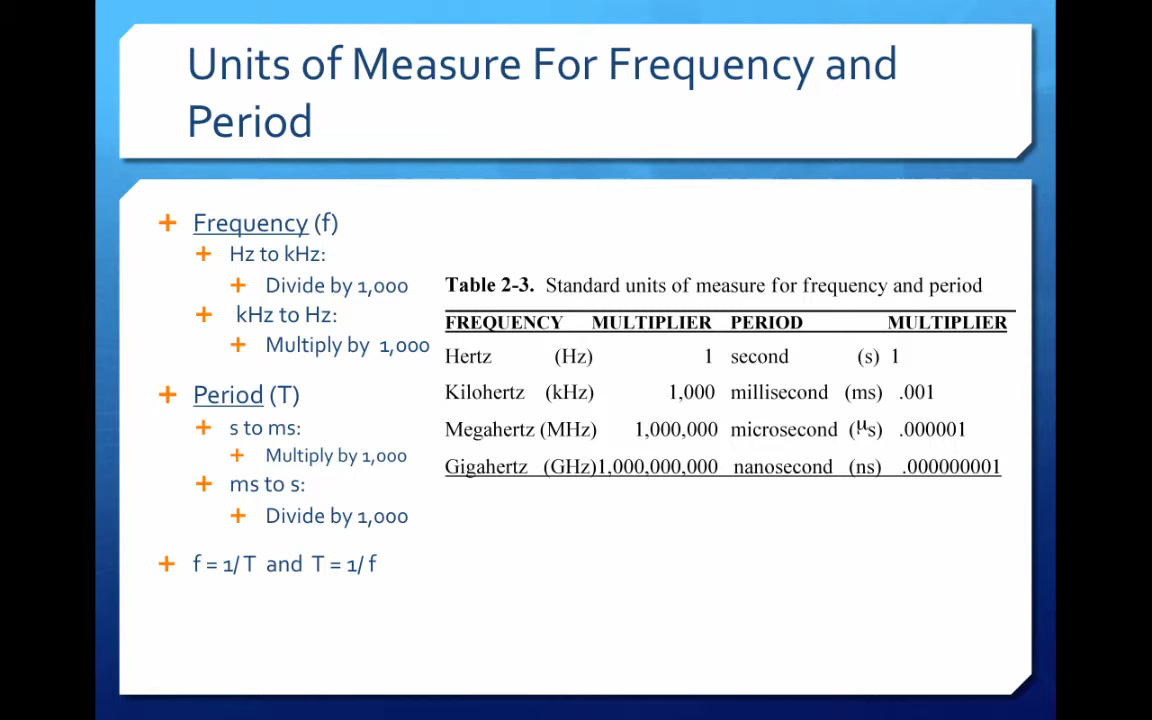 Units of Measure For Frequency and
Period
Frequency (f)
Hz to kHz:
Divide by 1,000
kHz to Hz:
Multiply by 1,000
Period (T)
s to ms:
Multiply by 1,000
ms to s:
Divide by 1,000
f = 1/T and T = 1/f
Table 2-3. Standard units of measure for frequency and period
FREQUENCY MULTIPLIER PERIOD MULTIPLIER
Hertz (Hz) 1 second (s) 1
Kilohertz (kHz) 1,000 millisecond (ms) .001
Megahertz (MHz) 1,000,000 microsecond (μs) .000001
Gigahertz (GHz) 1,000,000,000 nanosecond (ns) .000000001